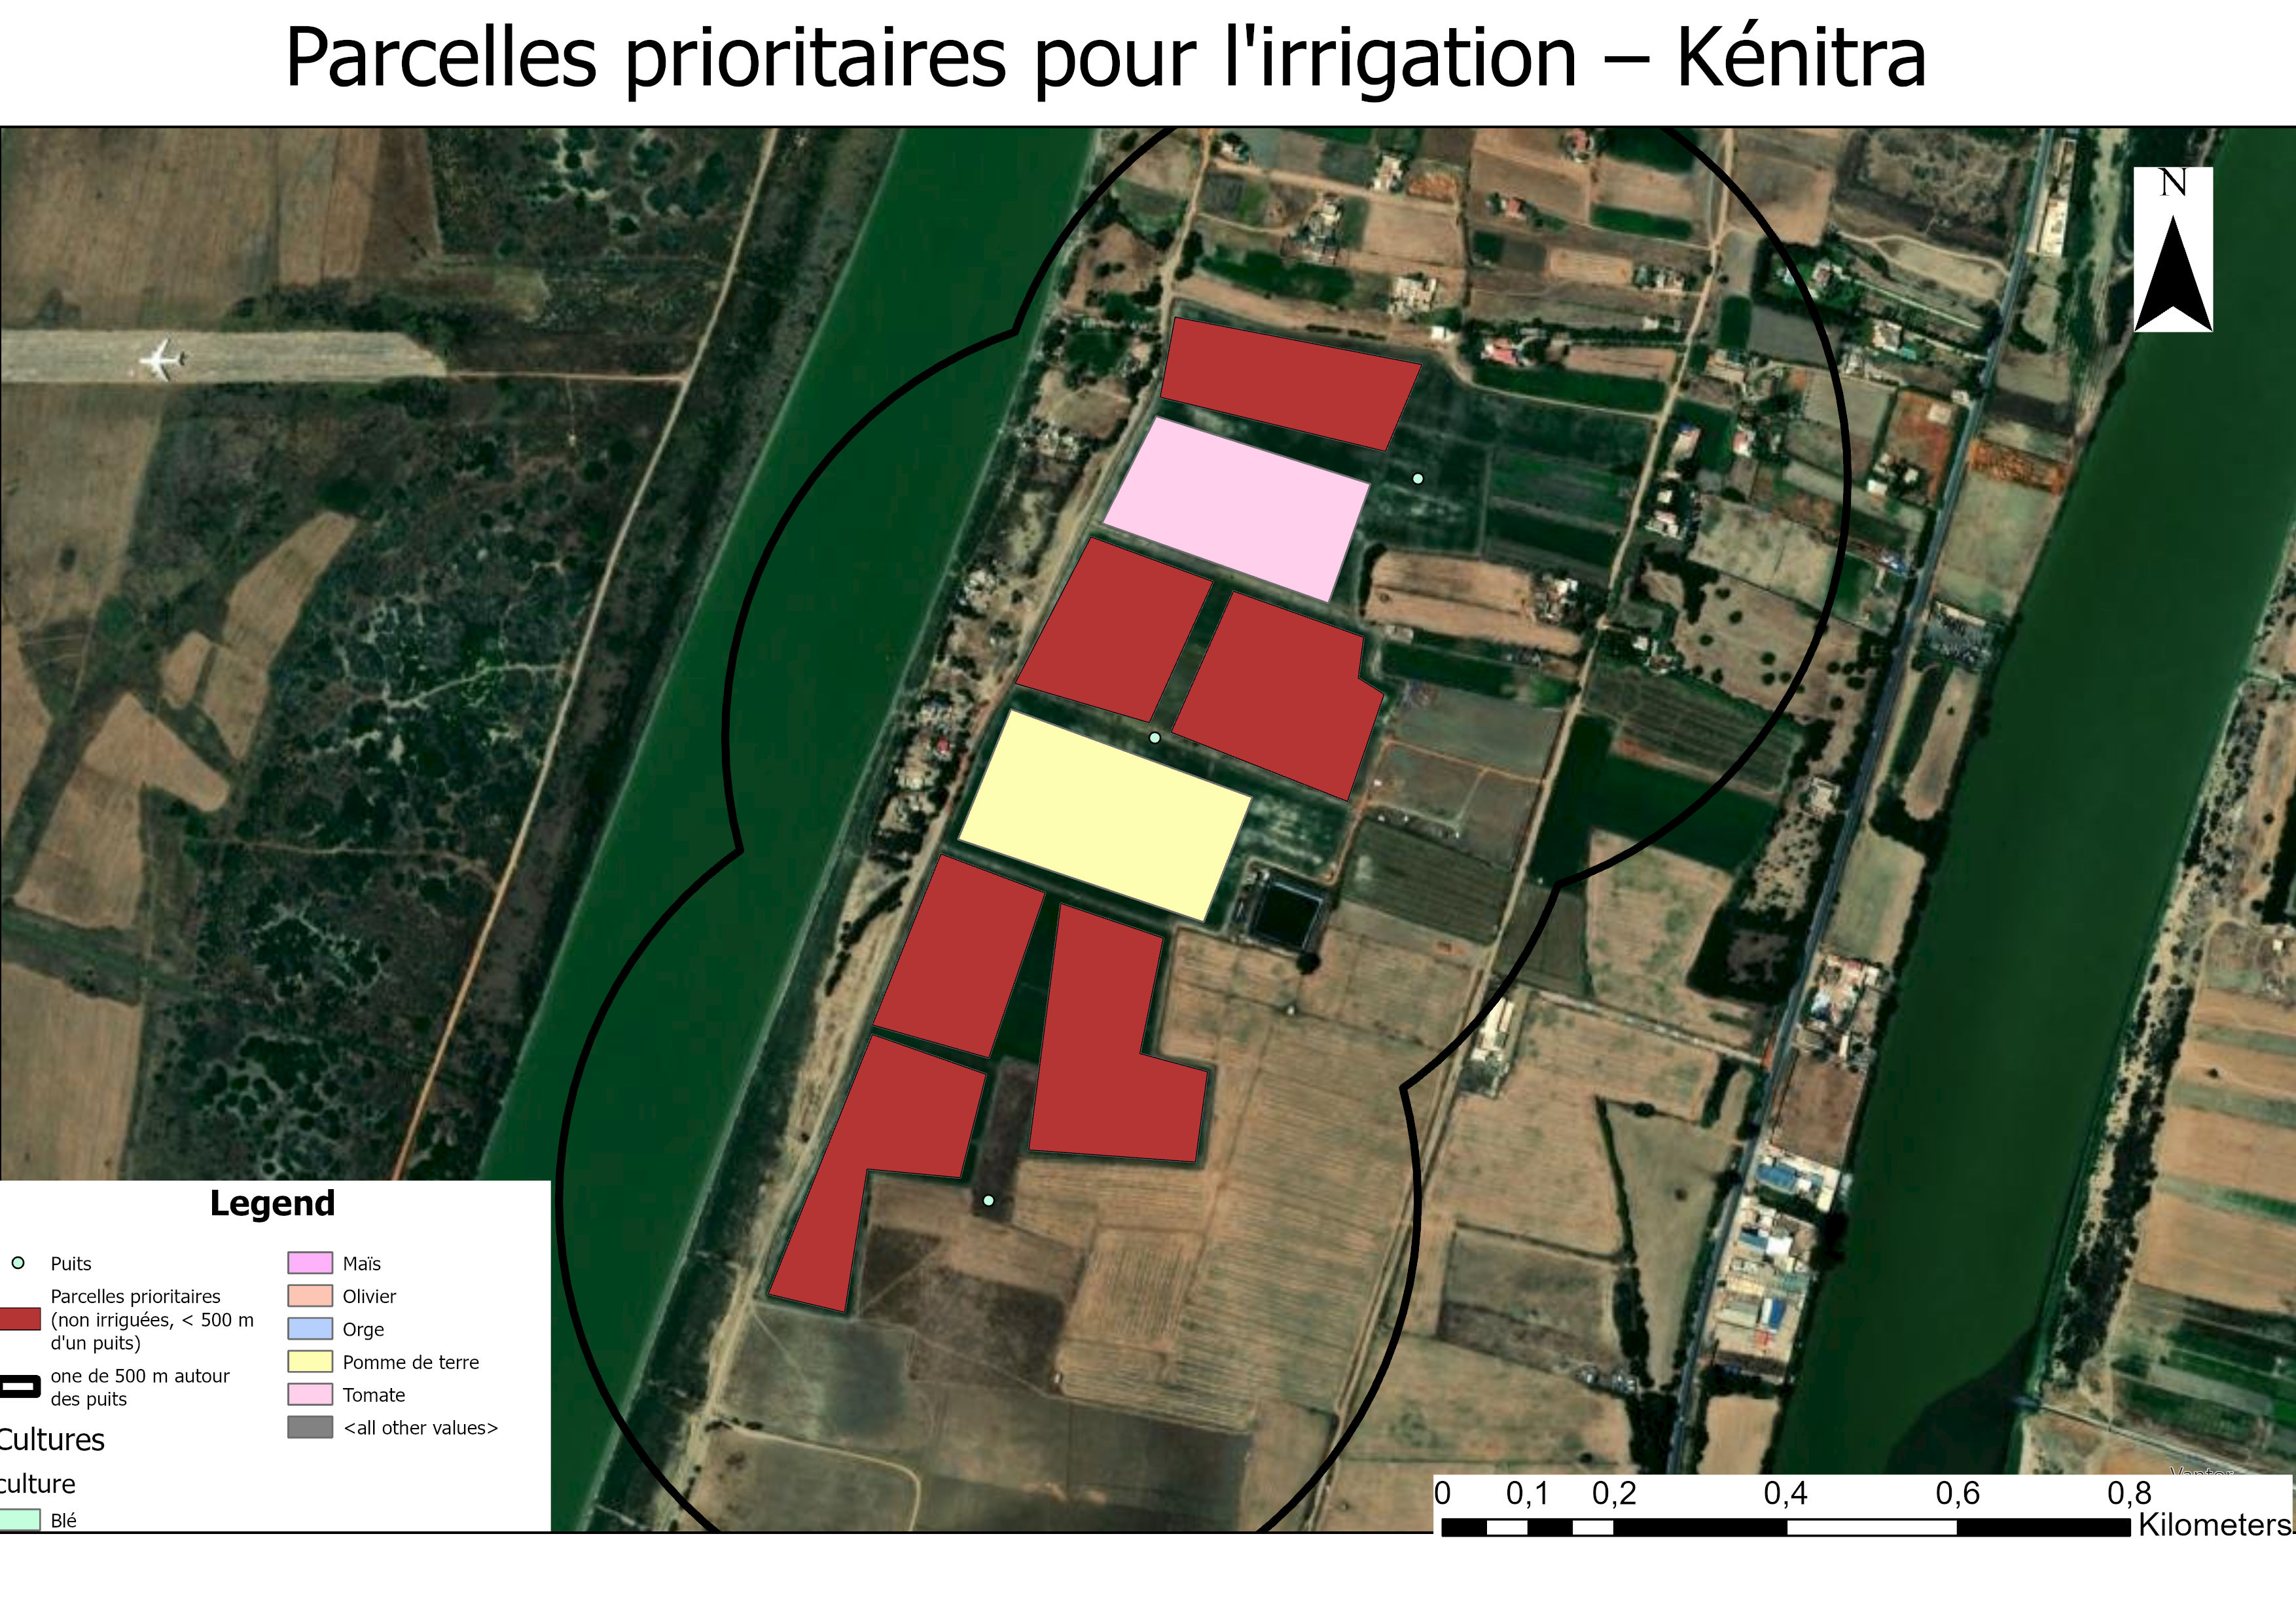 Parcelles prioritaires pour l'irrigation – Kénitra
N
Legend
Puits
Parcelles prioritaires
(non irriguées, < 500 m
d'un puits)
one de 500 m autour
des puits
Cultures
culture
Blé
Maïs
Olivier
Orge
Pomme de terre
Tomate
<all other values>
0 0,1 0,2 0,4 0,6 0,8
Kilometers